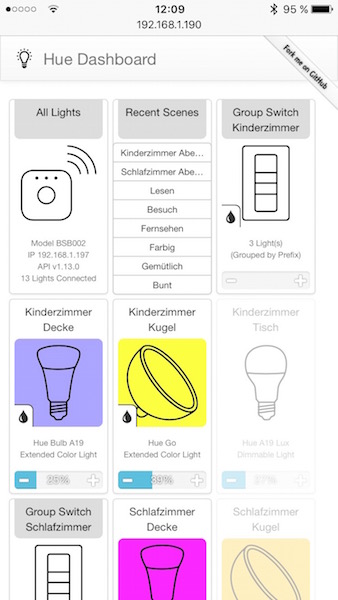 12:09
95 %
192.168.1.190
Hue Dashboard
Fork me on GitHub
All Lights
Model BSB002
IP 192.168.1.197
API v1.13.0
13 Lights Connected
Recent Scenes
Kinderzimmer Abe...
Schlafzimmer Abe...
Lesen
Besuch
Fernsehen
Farbig
Gemütlich
Bunt
Group Switch
Kinderzimmer
3 Light(s)
(Grouped by Prefix)
Kinderzimmer
Decke
Hue Bulb A19
Extended Color Light
25%
Kinderzimmer
Kugel
Hue Go
Extended Color Light
39%
Kinderzimmer
Tisch
Hue A19 Lux
Dimmable Light
Group Switch
Schlafzimmer
Schlafzimmer
Decke
Schlafzimmer
Kugel